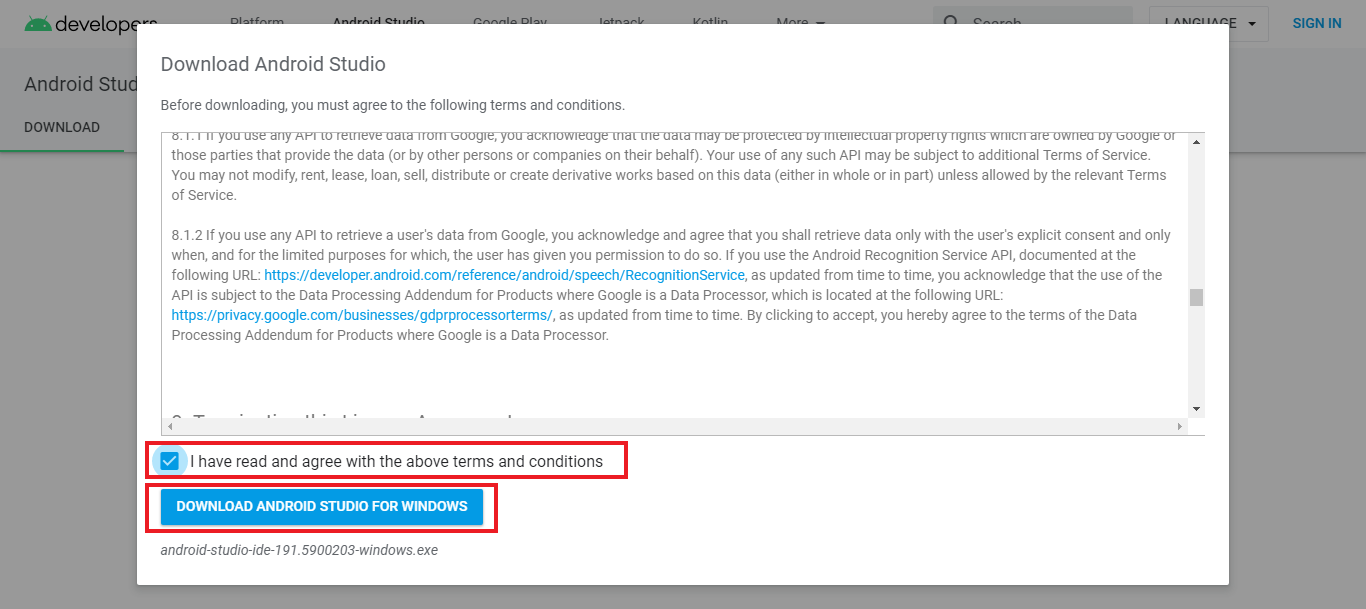 developers Platform Android Studio Google Play Jetpack Kotlin More Search LANGUAGE SIGN IN
Android Stud
DOWNLOAD
Download Android Studio
Before downloading, you must agree to the following terms and conditions.
8.1.1 If you use any API to retrieve data from Google, you acknowledge that the data may be protected by intellectual property rights which are owned by Google or
those parties that provide the data (or by other persons or companies on their behalf). Your use of any such API may be subject to additional Terms of Service.
You may not modify, rent, lease, loan, sell, distribute or create derivative works based on this data (either in whole or in part) unless allowed by the relevant Terms
of Service.
8.1.2 If you use any API to retrieve a user's data from Google, you acknowledge and agree that you shall retrieve data only with the user's explicit consent and only
when, and for the limited purposes for which, the user has given you permission to do so. If you use the Android Recognition Service API, documented at the
following URL: https://developer.android.com/reference/android/speech/RecognitionService, as updated from time to time, you acknowledge that the use of the
API is subject to the Data Processing Addendum for Products where Google is a Data Processor, which is located at the following URL:
https://privacy.google.com/businesses/gdprprocessorterms/, as updated from time to time. By clicking to accept, you hereby agree to the terms of the Data
Processing Addendum for Products where Google is a Data Processor.
I have read and agree with the above terms and conditions
DOWNLOAD ANDROID STUDIO FOR WINDOWS
android-studio-ide-191.5900203-windows.exe